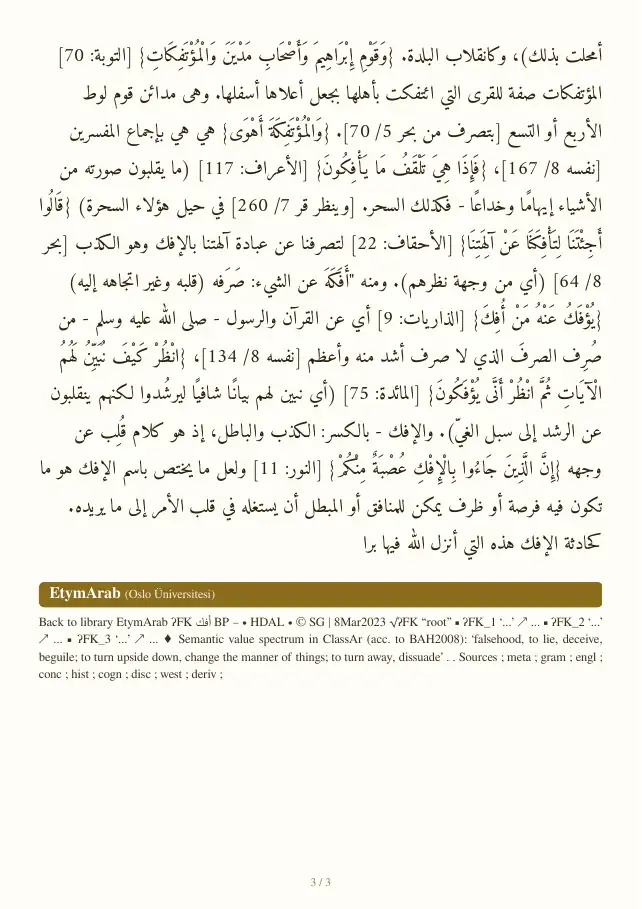 أمحلت بذلك)، وكانقلاب البلدة. {وَقَوْمِ إِبْرَاهِيمَ وَأَصْحَابِ مَدْيَنَ وَالْمُؤْتَفِكَاتِ} [التوبة: 70]
المؤتفكات صفة للقرى التي ائتفكت بأهلها بجعل أعلاها أسفلها. وهى مدائن قوم لوط
الأربع أو التسع [بتصرف من بحر 5/ 70]. {وَالْمُؤْتَفِكَةَ أَهْوَى} هي هي بإجماع المفسرين
[نفسه 8/ 167]، {فَإِذَا هِيَ تَلْقَفُ مَا يَأْفِكُونَ} [الأعراف: 117] (ما يقلبون صورته من
الأشياء إيهامًا وخداعًا - فكذلك السحر. [وينظر قر 7/ 260] في حيل هؤلاء السحرة) {قَالُوا
أَجِئْتَنَا لِتَأْفِكَنَا عَنْ آلِهَتِنَا} [الأحقاف: 22] لتصرفنا عن عبادة آلهتنا بالإفك وهو الكذب [بحر
8/ 64] (أي من وجهة نظرهم). ومنه "أَفَكَهَ عن الشيء: صَرَفه (قلبه وغير اتجاهه إليه)
{يُؤْفَكُ عَنْهُ مَنْ أُفِكَ} [الذاريات: 9] أي عن القرآن والرسول - صلى الله عليه وسلم - من
صُرِف الصرفَ الذي لا صرف أشد منه وأعظم [نفسه 8/ 134]، {انْظُرْ كَيْفَ نُبَيِّنُ لَهُمُ
الْآيَاتِ ثُمَّ انْظُرْ أَنَّى يُؤْفَكُونَ} [المائدة: 75] (أي نبين لهم بيانًا شافيًا ليرشُدوا لكنهم ينقلبون
عن الرشد إلى سبل الغيّ). والإفك - بالكسر: الكذب والباطل، إذ هو كلام قُلِب عن
وجهه {إِنَّ الَّذِينَ جَاءُوا بِالْإِفْكِ عُصْبَةٌ مِنْكُمْ} [النور: 11] ولعل ما يختص باسم الإفك هو ما
تكون فيه فرصة أو ظرف يمكن للمنافق أو المبطل أن يستغله في قلب الأمر إلى ما يريده.
كحادثة الإفك هذه التي أنزل الله فيها برا
EtymArab (Oslo Üniversitesi)
Back to library EtymArab ʔFK أفك BP – • HDAL • © SG | 8Mar2023 √ʔFK “root” ▪ ʔFK_1 ‘...’ ↗ ... ▪ ʔFK_2 ‘...’
↗ ... ▪ ʔFK_3 ‘...’ ↗ ... ♦ Semantic value spectrum in ClassAr (acc. to BAH2008): ‘falsehood, to lie, deceive,
beguile; to turn upside down, change the manner of things; to turn away, dissuade’ . . Sources ; meta ; gram ; engl ;
conc ; hist ; cogn ; disc ; west ; deriv ;
3 / 3